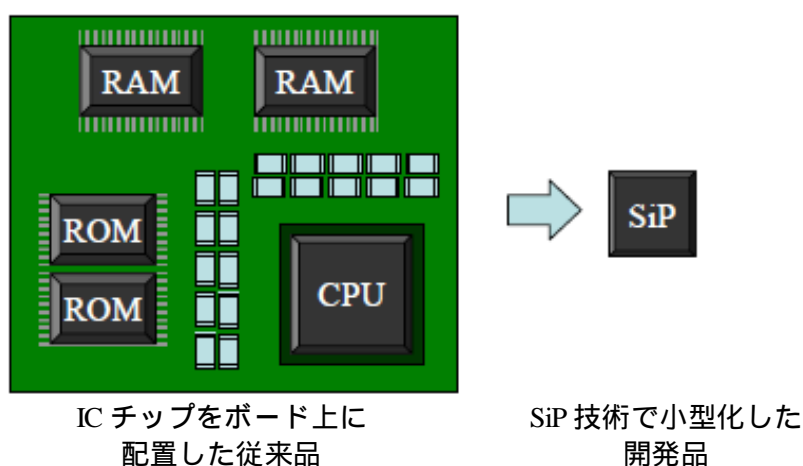 RAM RAM
ROM
ROM
CPU
SiP
IC チップをボード上に
配置した従来品
SiP 技術で小型化した
開発品